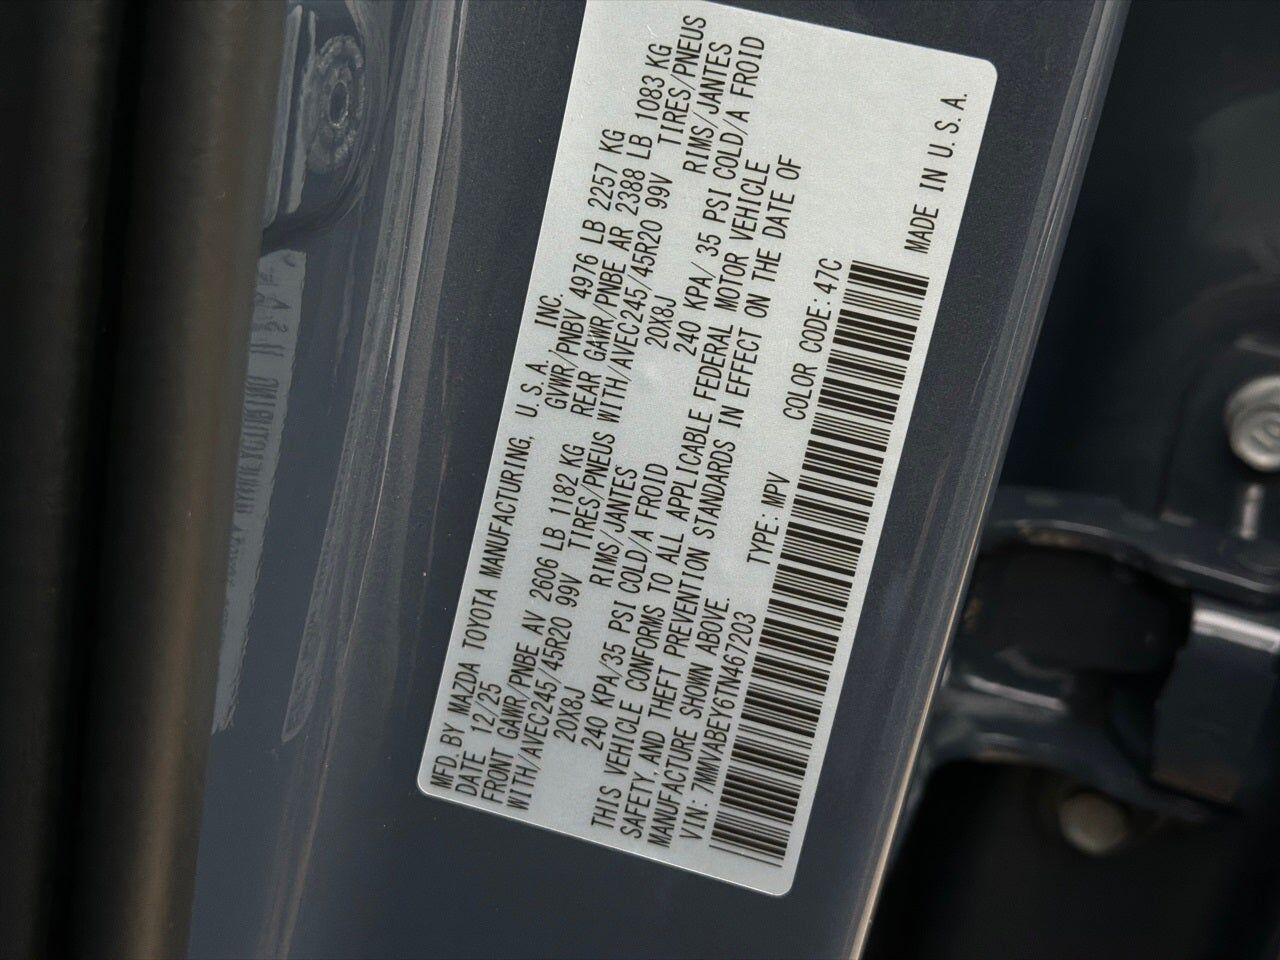 MFD. BY MAZDA TOYOTA MANUFACTURING, U.S.A. INC.
DATE 12/25 GWVR/PNBV 4976 LB 2257 KG
FRONT GAWR/PNBE AV 2606 LB 1182 KG REAR GAWR/PNBE AR 2388 LB 1083 KG
WITH/AVEC245/45R20 99V TIRES/PNEUS WITH/AVEC245/45R20 99V TIRES/PNEUS
20X8J RIMS/JANTES 20X8J RIMS/JANTES
240 KPA/35 PSI COLD/A FROID 240 KPA/ 35 PSI COLD/A FROID
THIS VEHICLE CONFORMS TO ALL APPLICABLE FEDERAL MOTOR VEHICLE
SAFETY, AND THEFT PREVENTION STANDARDS IN EFFECT ON THE DATE OF
MANUFACTURE SHOWN ABOVE.
VIN: 7MMVABEY6TN467203 TYPE: MPV COLOR CODE: 47C
MADE IN U.S.A.